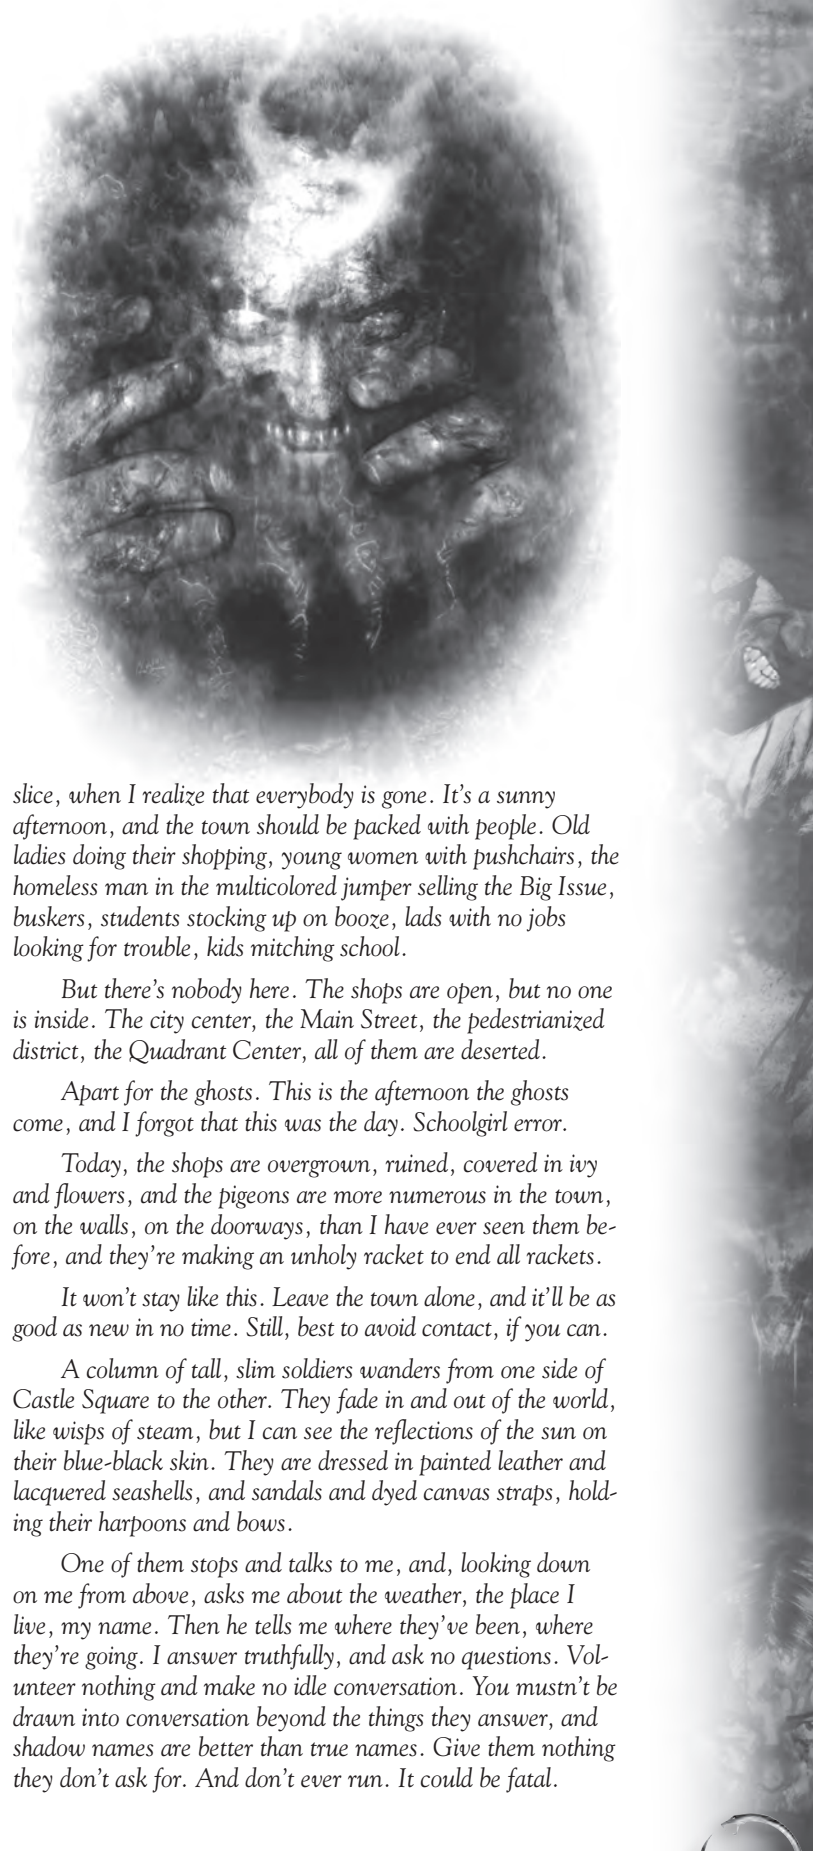 slice, when I realize that everybody is gone. It’s a sunny
afternoon, and the town should be packed with people. Old
ladies doing their shopping, young women with pushchairs, the
homeless man in the multicolored jumper selling the Big Issue,
buskers, students stocking up on booze, lads with no jobs
looking for trouble, kids mitching school.
But there’s nobody here. The shops are open, but no one
is inside. The city center, the Main Street, the pedestrianized
district, the Quadrant Center, all of them are deserted.
Apart for the ghosts. This is the afternoon the ghosts
come, and I forgot that this was the day. Schoolgirl error.
Today, the shops are overgrown, ruined, covered in ivy
and flowers, and the pigeons are more numerous in the town,
on the walls, on the doorways, than I have ever seen them be-
fore, and they’re making an unholy racket to end all rackets.
It won’t stay like this. Leave the town alone, and it’ll be as
good as new in no time. Still, best to avoid contact, if you can.
A column of tall, slim soldiers wanders from one side of
Castle Square to the other. They fade in and out of the world,
like wisps of steam, but I can see the reflections of the sun on
their blue-black skin. They are dressed in painted leather and
lacquered seashells, and sandals and dyed canvas straps, hold-
ing their harpoons and bows.
One of them stops and talks to me, and, looking down
on me from above, asks me about the weather, the place I
live, my name. Then he tells me where they’ve been, where
they’re going. I answer truthfully, and ask no questions. Vol-
unteer nothing and make no idle conversation. You mustn’t be
drawn into conversation beyond the things they answer, and
shadow names are better than true names. Give them nothing
they don’t ask for. And don’t ever run. It could be fatal.